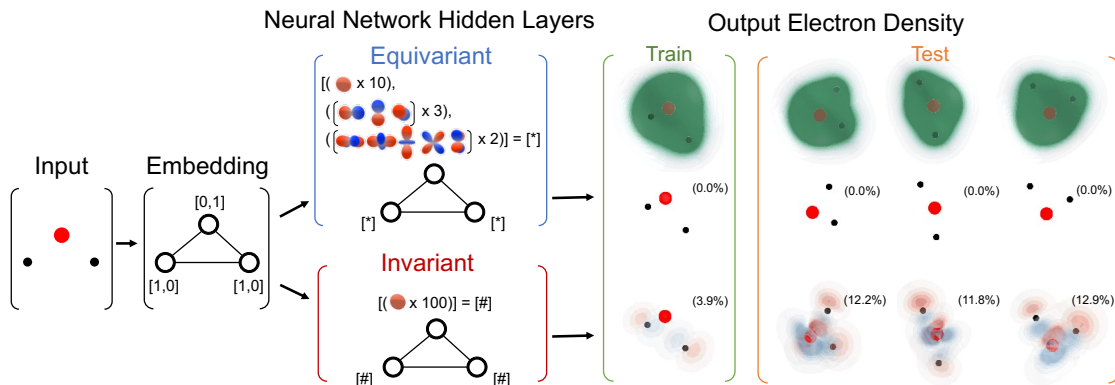 Neural Network Hidden Layers
Output Electron Density
Equivariant
Train
Test
[( x 10),
([ ] x 3),
([ ] x 2)] = [*]
Input
Embedding
[0,1]
[1,0]
[1,0]
[*]
[*]
(0.0%)
(0.0%)
(0.0%)
(0.0%)
Invariant
[( x 100)] = [#]
[#]
[#]
(3.9%)
(12.2%)
(11.8%)
(12.9%)